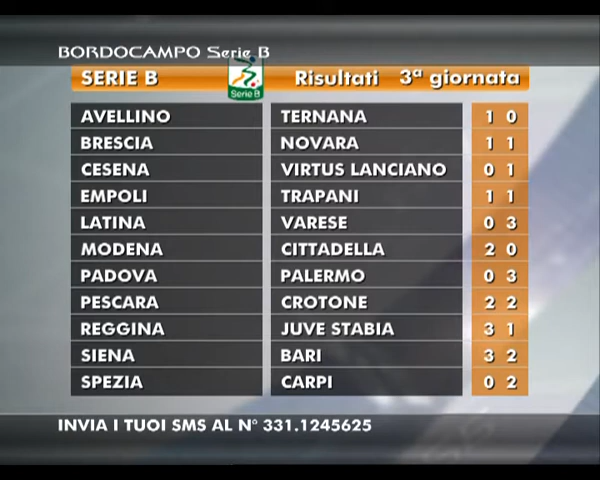 BORDOCAMPO Serie B
SERIE B Serie B Risultati 3ª giornata
AVELLINO TERNANA 1 0
BRESCIA NOVARA 1 1
CESENA VIRTUS LANCIANO 0 1
EMPOLI TRAPANI 1 1
LATINA VARESE 0 3
MODENA CITTADELLA 2 0
PADOVA PALERMO 0 3
PESCARA CROTONE 2 2
REGGINA JUVE STABIA 3 1
SIENA BARI 3 2
SPEZIA CARPI 0 2
INVIA I TUOI SMS AL N° 331.1245625